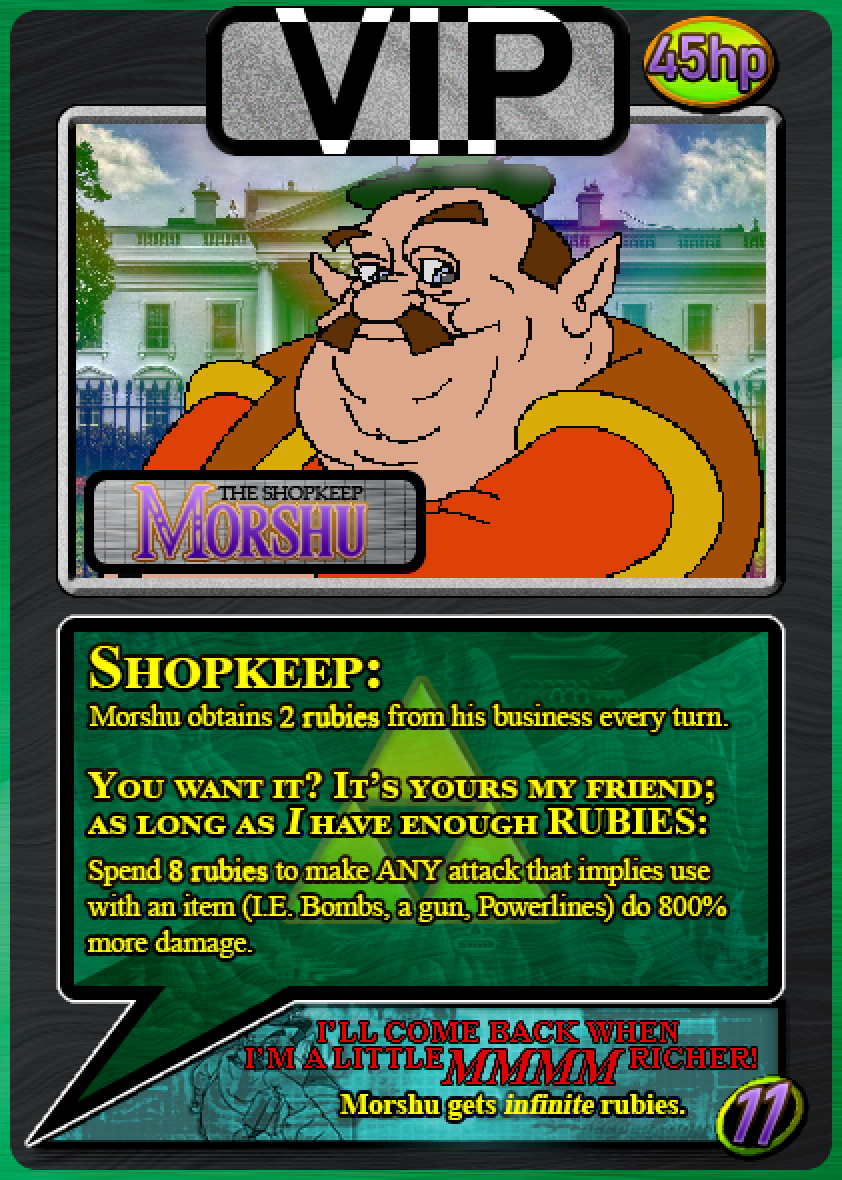 VIP
45hp
THE SHOPKEEP
MORSHU
SHOPKEEP:
Morshu obtains 2 rubies from his business every turn.
YOU WANT IT? IT'S YOURS MY FRIEND;
AS LONG AS I HAVE ENOUGH RUBIES:
Spend 8 rubies to make ANY attack that implies use
with an item (I.E. Bombs, a gun, Powerlines) do 800%
more damage.
I'LL COME BACK WHEN
I'M A LITTLE MMMM RICHER!
Morshu gets infinite rubies.
11